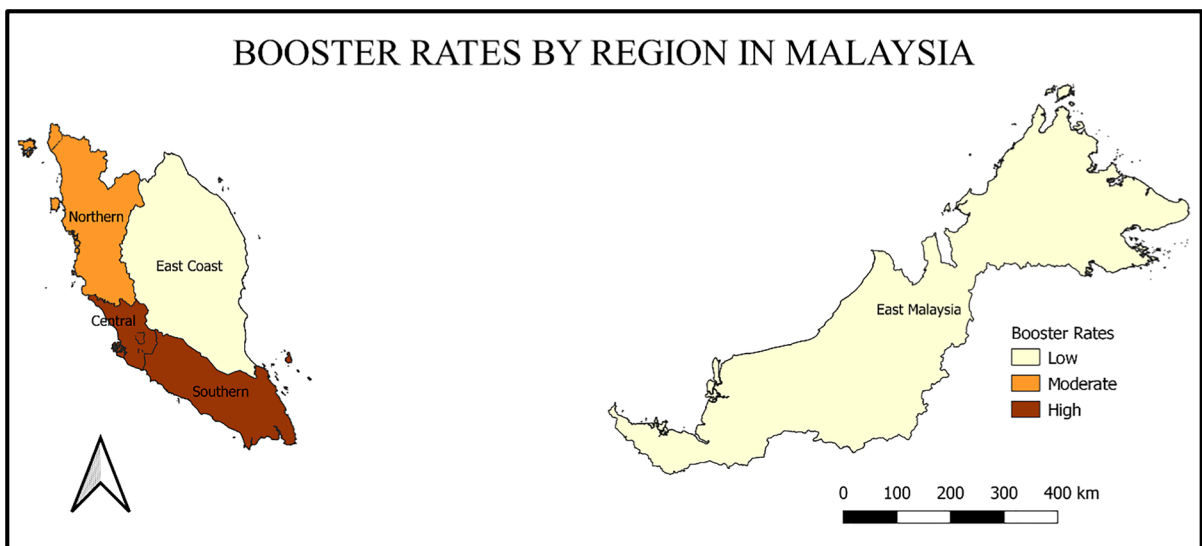 BOOSTER RATES BY REGION IN MALAYSIA
Northern
East Coast
Central
Southern
East Malaysia
Booster Rates
Low
Moderate
High
0 100 200 300 400 km